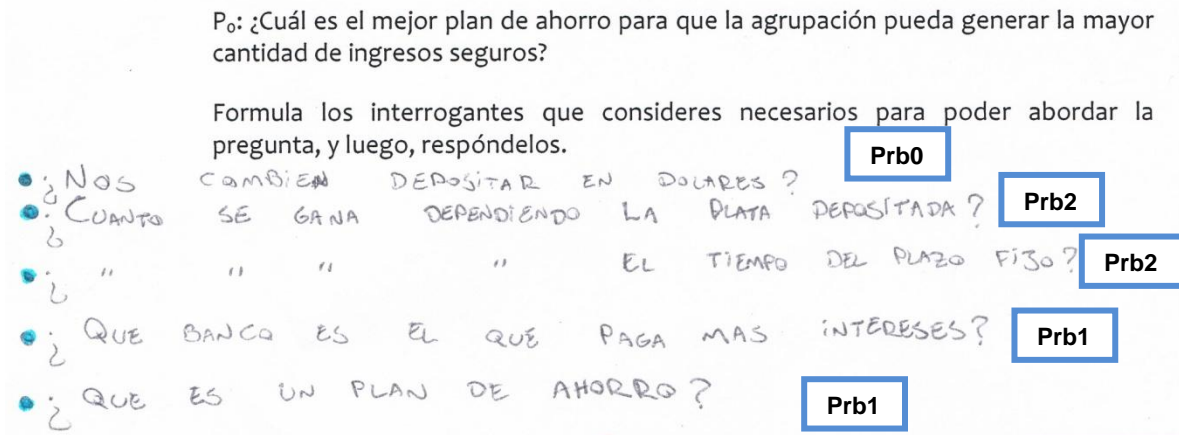 P₀: ¿Cuál es el mejor plan de ahorro para que la agrupación pueda generar la mayor
cantidad de ingresos seguros?
Formula los interrogantes que consideres necesarios para poder abordar la
pregunta, y luego, respóndelos.
Prb0
¿NOS CAMBIEN DEPOSITAR EN DOLARES?
¿CUANTO SE GANA DEPENDIENDO LA PLATA DEPOSITADA? Prb2
¿ " " " " EL TIEMPO DEL PLAZO FIJO? Prb2
¿QUE BANCO ES EL QUE PAGA MAS INTERESES? Prb1
¿QUE ES UN PLAN DE AHORRO? Prb1